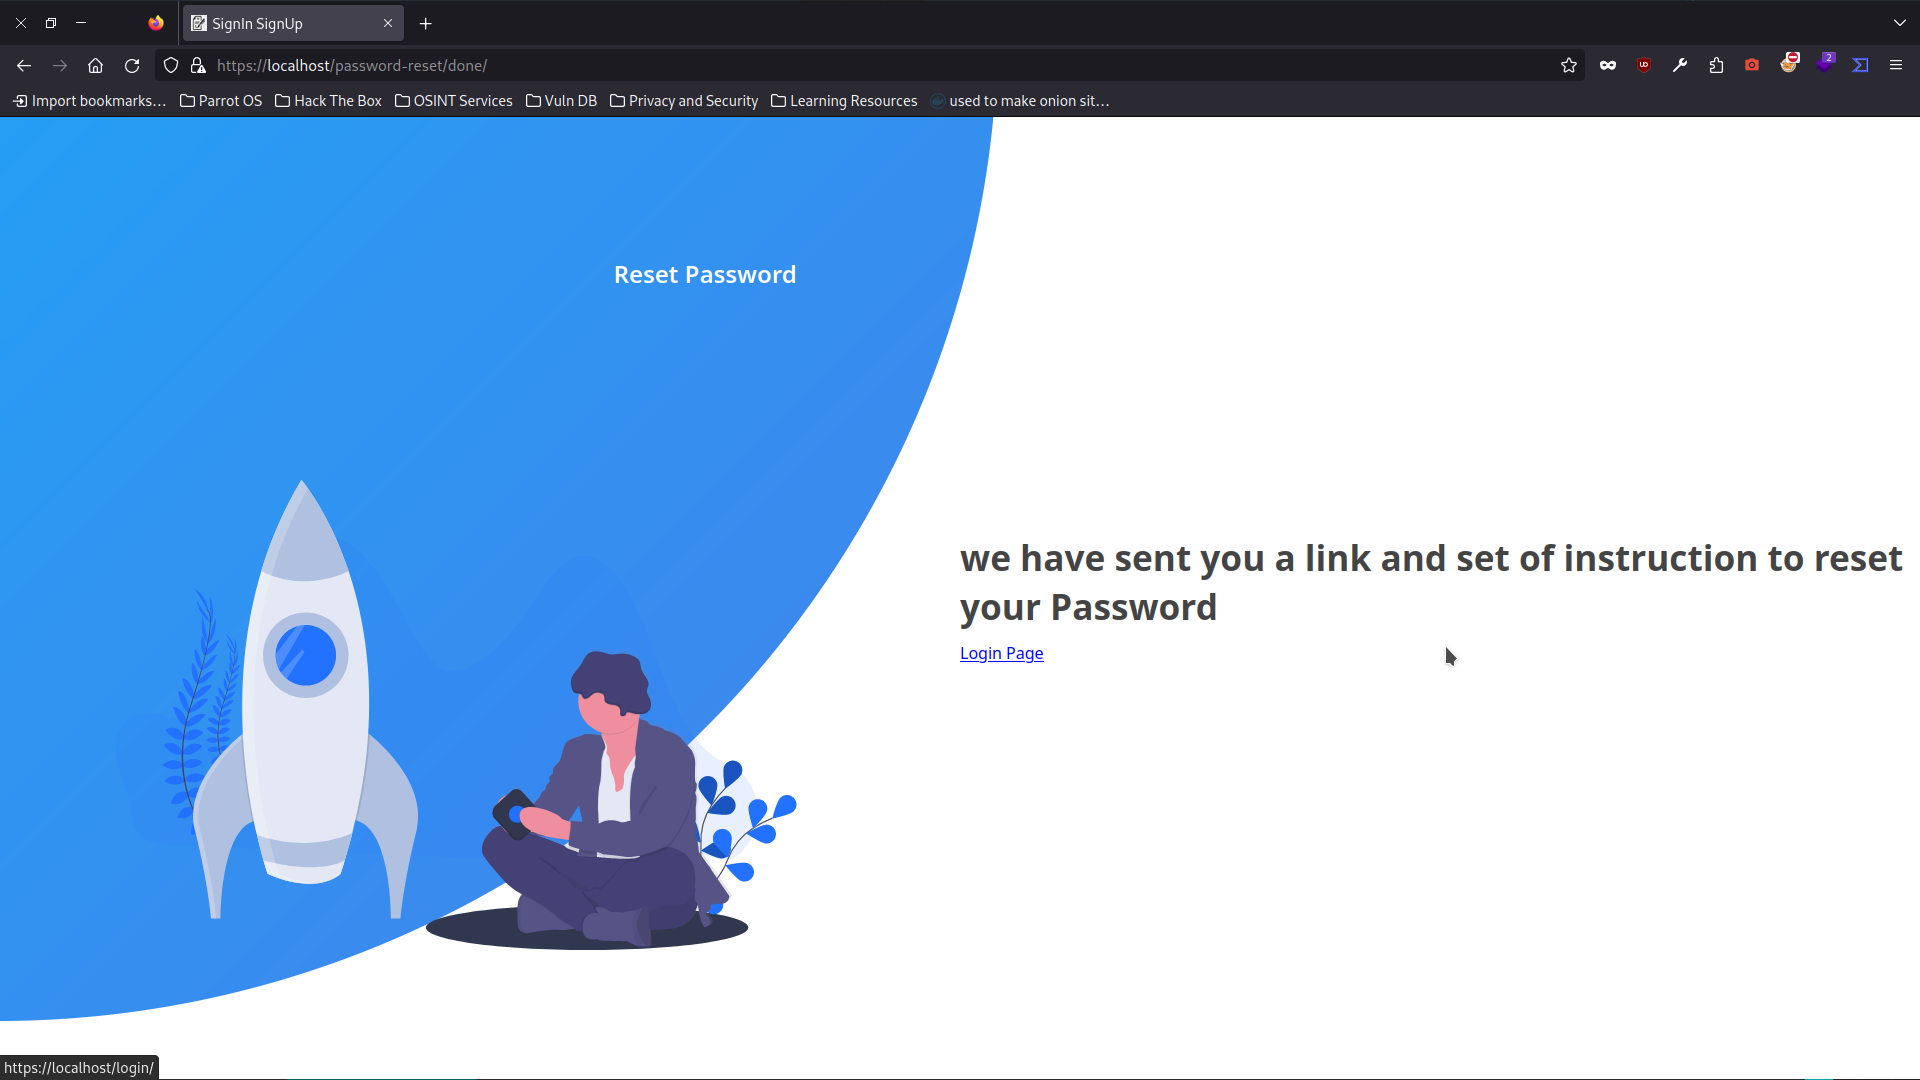 SignIn SignUp
https://localhost/password-reset/done/
Import bookmarks... Parrot OS Hack The Box OSINT Services Vuln DB Privacy and Security Learning Resources used to make onion sit...
2
Reset Password
we have sent you a link and set of instruction to reset
your Password
Login Page
https://localhost/login/